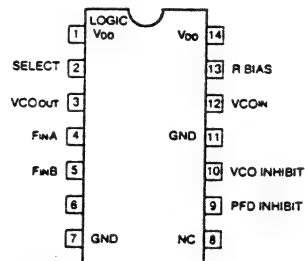 LOGIC
1 VDD VDD 14
SELECT 2 13 R BIAS
VCOOUT 3 12 VCOIN
FINA 4 GND 11
FINB 5 10 VCO INHIBIT
6 9 PFD INHIBIT
7 GND NC 8